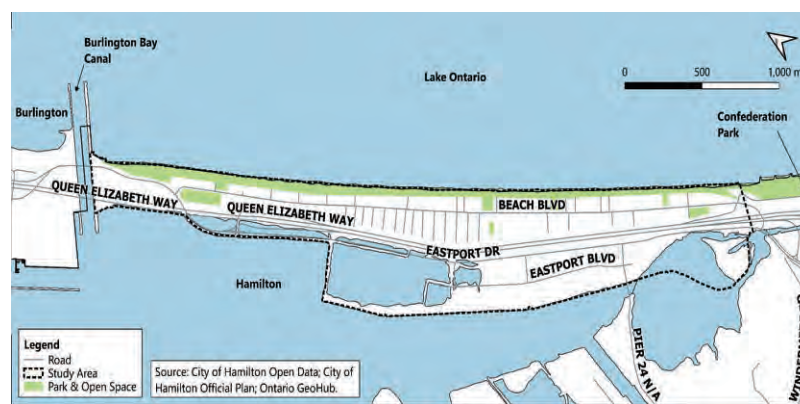 Burlington Bay
Canal
Lake Ontario
0 500 1,000 m
Burlington
Confederation
Park
QUEEN ELIZABETH WAY
QUEEN ELIZABETH WAY
BEACH BLVD
EASTPORT DR
EASTPORT BLVD
Hamilton
PIER 24 N/A
Legend
Road
Study Area
Park & Open Space
Source: City of Hamilton Open Data; City of
Hamilton Official Plan; Ontario GeoHub.